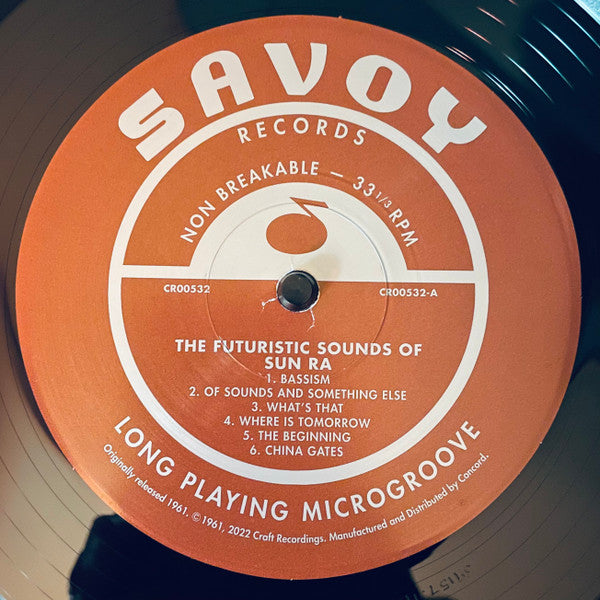 SAVOY
RECORDS
NON BREAKABLE — 33 1/3 RPM
CR00532
CR00532-A
THE FUTURISTIC SOUNDS OF
SUN RA
1. BASSISM
2. OF SOUNDS AND SOMETHING ELSE
3. WHAT'S THAT
4. WHERE IS TOMORROW
5. THE BEGINNING
6. CHINA GATES
LONG PLAYING MICROGROOVE
Originally released 1961. ©1961, 2022 Craft Recordings. Manufactured and Distributed by Concord.